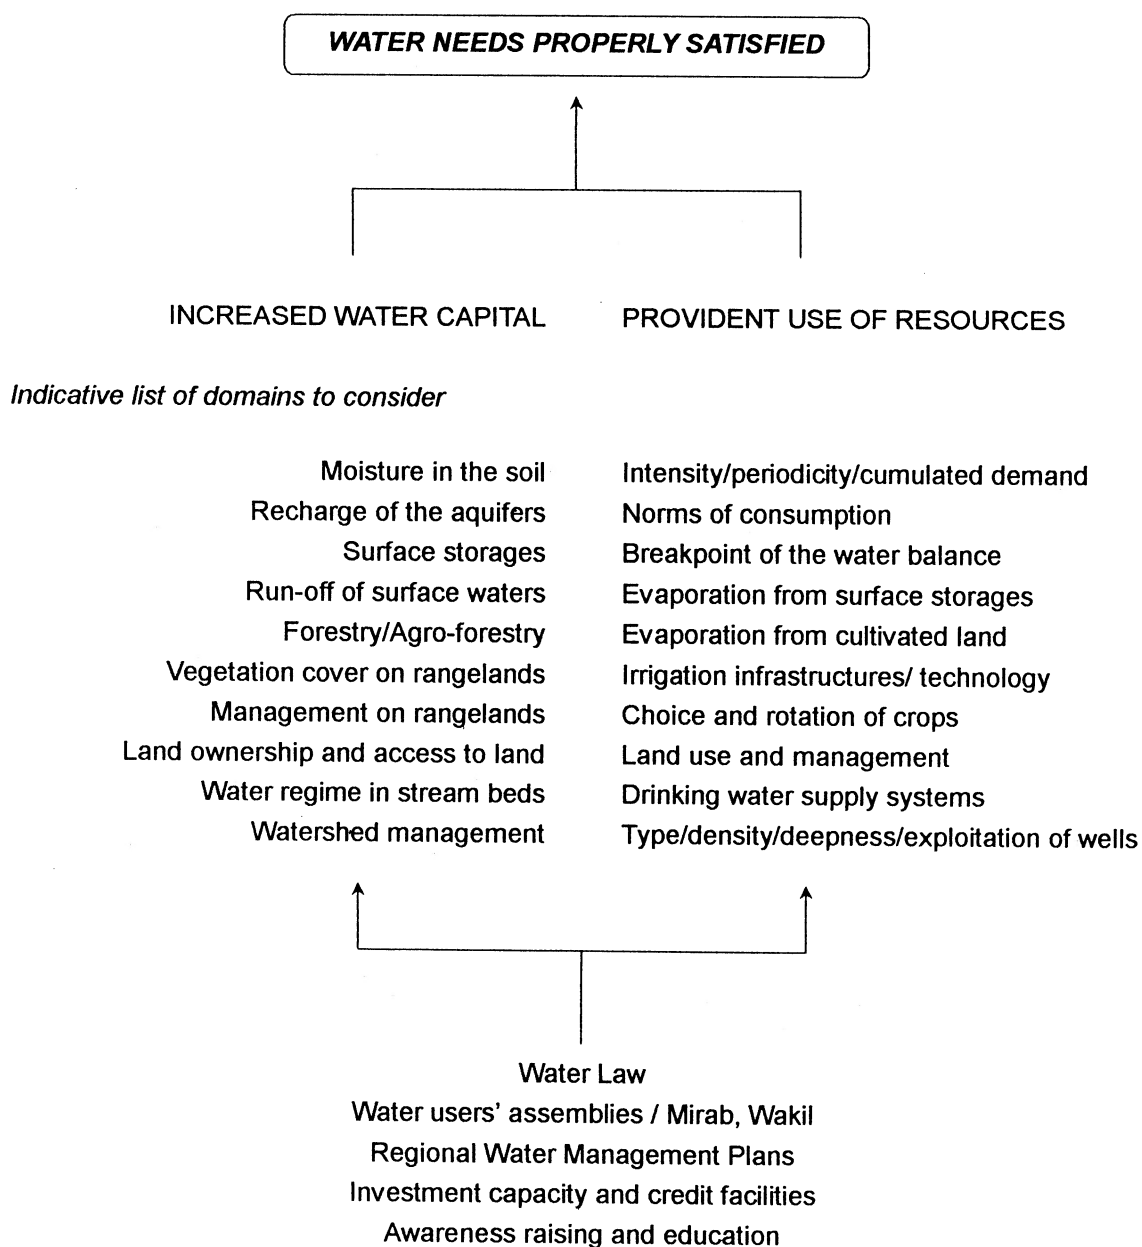 WATER NEEDS PROPERLY SATISFIED
INCREASED WATER CAPITAL
PROVIDENT USE OF RESOURCES
Indicative list of domains to consider
Moisture in the soil
Recharge of the aquifers
Surface storages
Run-off of surface waters
Forestry/Agro-forestry
Vegetation cover on rangelands
Management on rangelands
Land ownership and access to land
Water regime in stream beds
Watershed management
Intensity/periodicity/cumulated demand
Norms of consumption
Breakpoint of the water balance
Evaporation from surface storages
Evaporation from cultivated land
Irrigation infrastructures/ technology
Choice and rotation of crops
Land use and management
Drinking water supply systems
Type/density/deepness/exploitation of wells
Water Law
Water users' assemblies / Mirab, Wakil
Regional Water Management Plans
Investment capacity and credit facilities
Awareness raising and education